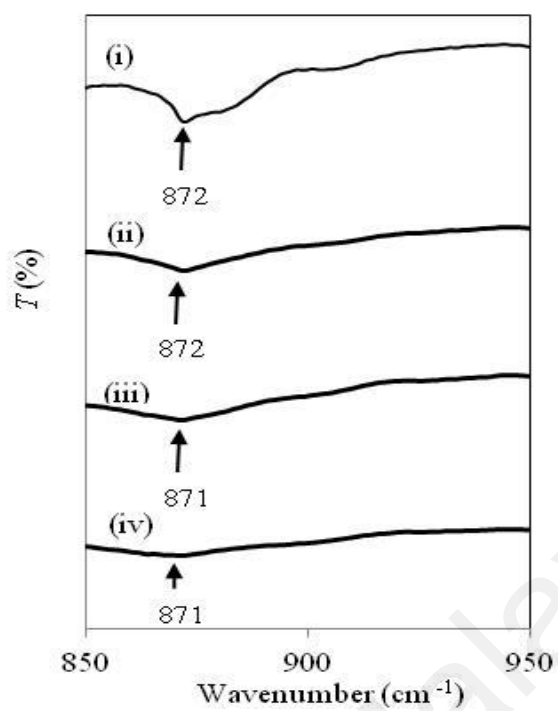 (i)
872
(ii)
872
(iii)
871
(iv)
871
T (%)
850 900 950
Wavenumber (cm -1)